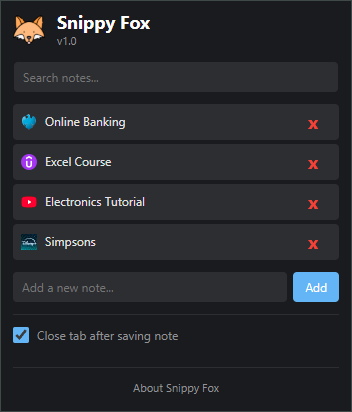 Snippy Fox
v1.0
Search notes...
Online Banking x
Excel Course x
Electronics Tutorial x
Disney+ Simpsons x
Add a new note... Add
Close tab after saving note
About Snippy Fox